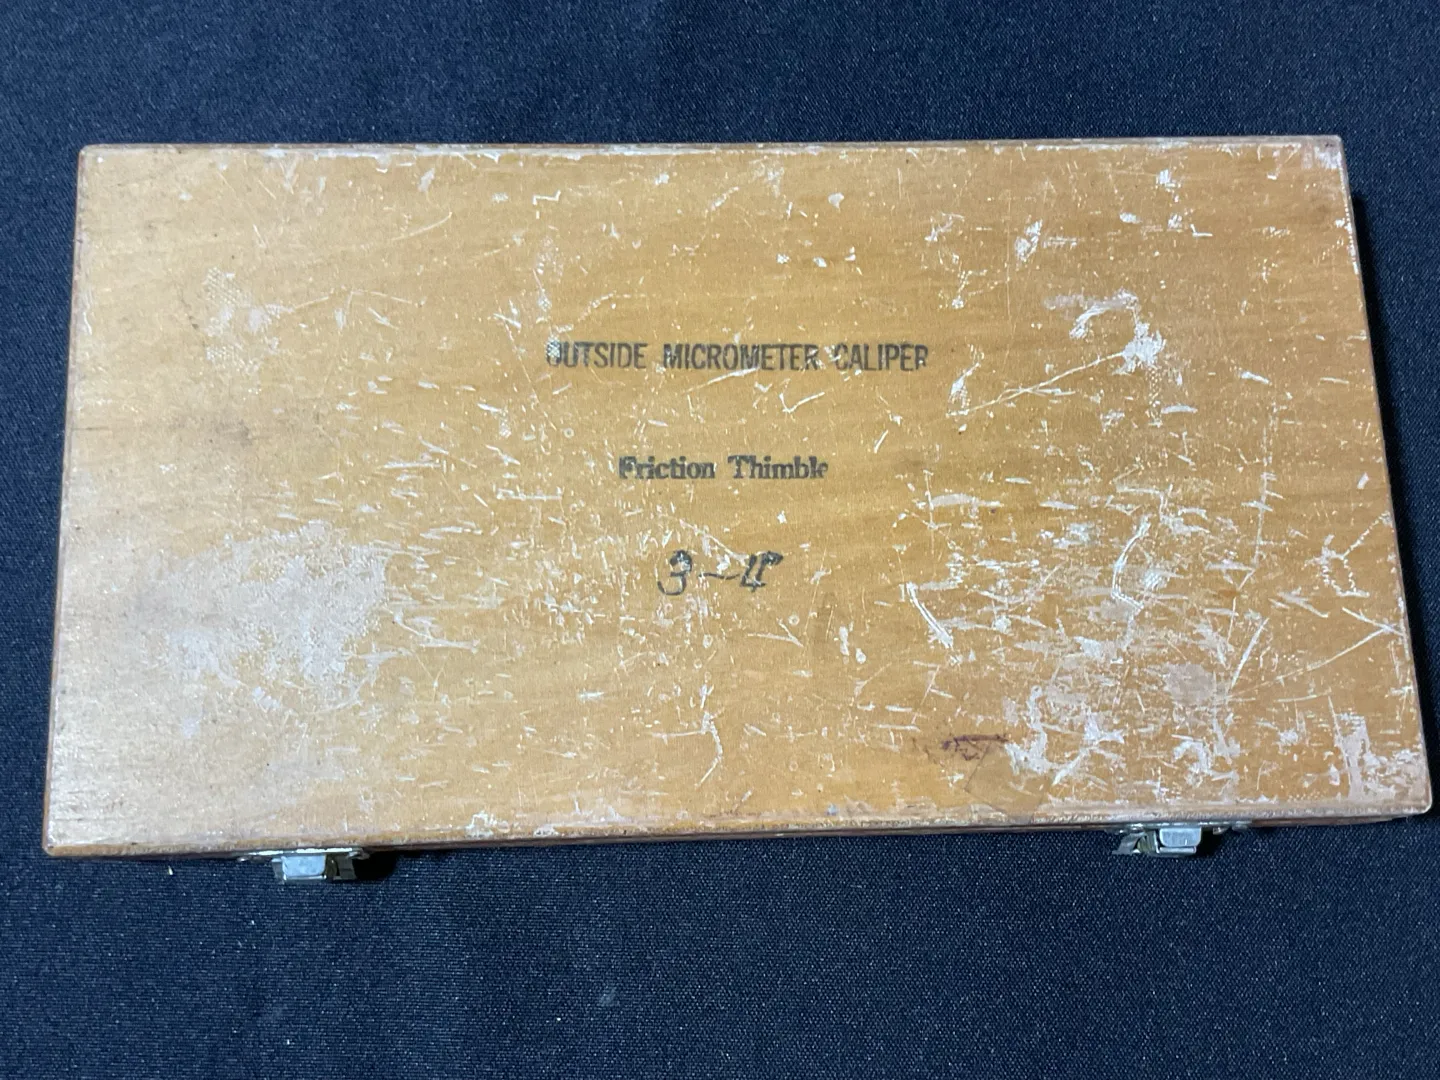 OUTSIDE MICROMETER CALIPER
Friction Thimble
3-4"